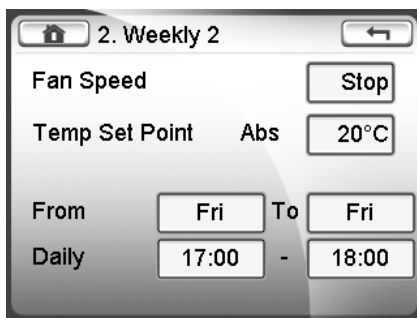 2. Weekly 2
Fan Speed Stop
Temp Set Point Abs 20°C
From Fri To Fri
Daily 17:00 - 18:00